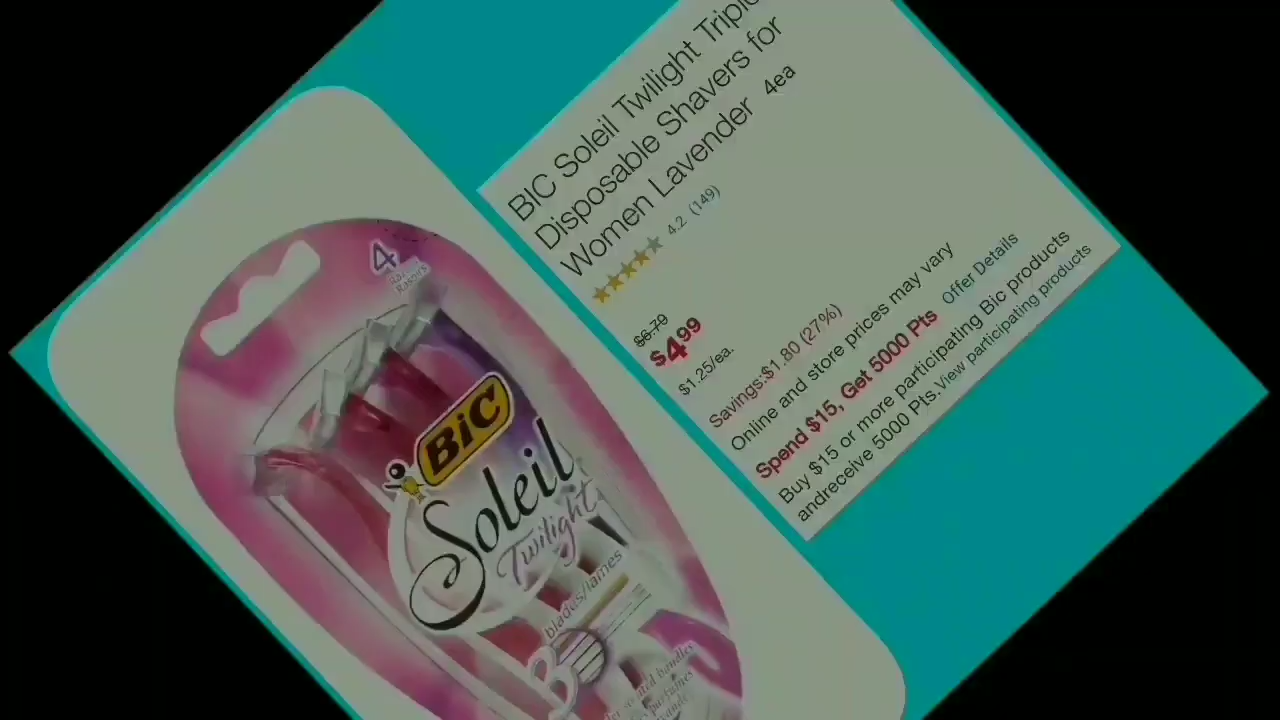 BIC Soleil Twilight Triple
Disposable Shavers for
Women Lavender 4ea
4.2 (149)
$6.79
$4.99
$1.25/ea.
Savings:$1.80 (27%)
Online and store prices may vary
Spend $15, Get 5000 Pts Offer Details
Buy $15 or more participating Bic products
andreceive 5000 Pts.View participating products
4
Razors
BiC
Soleil
Twilight
blades/lames
3
handles